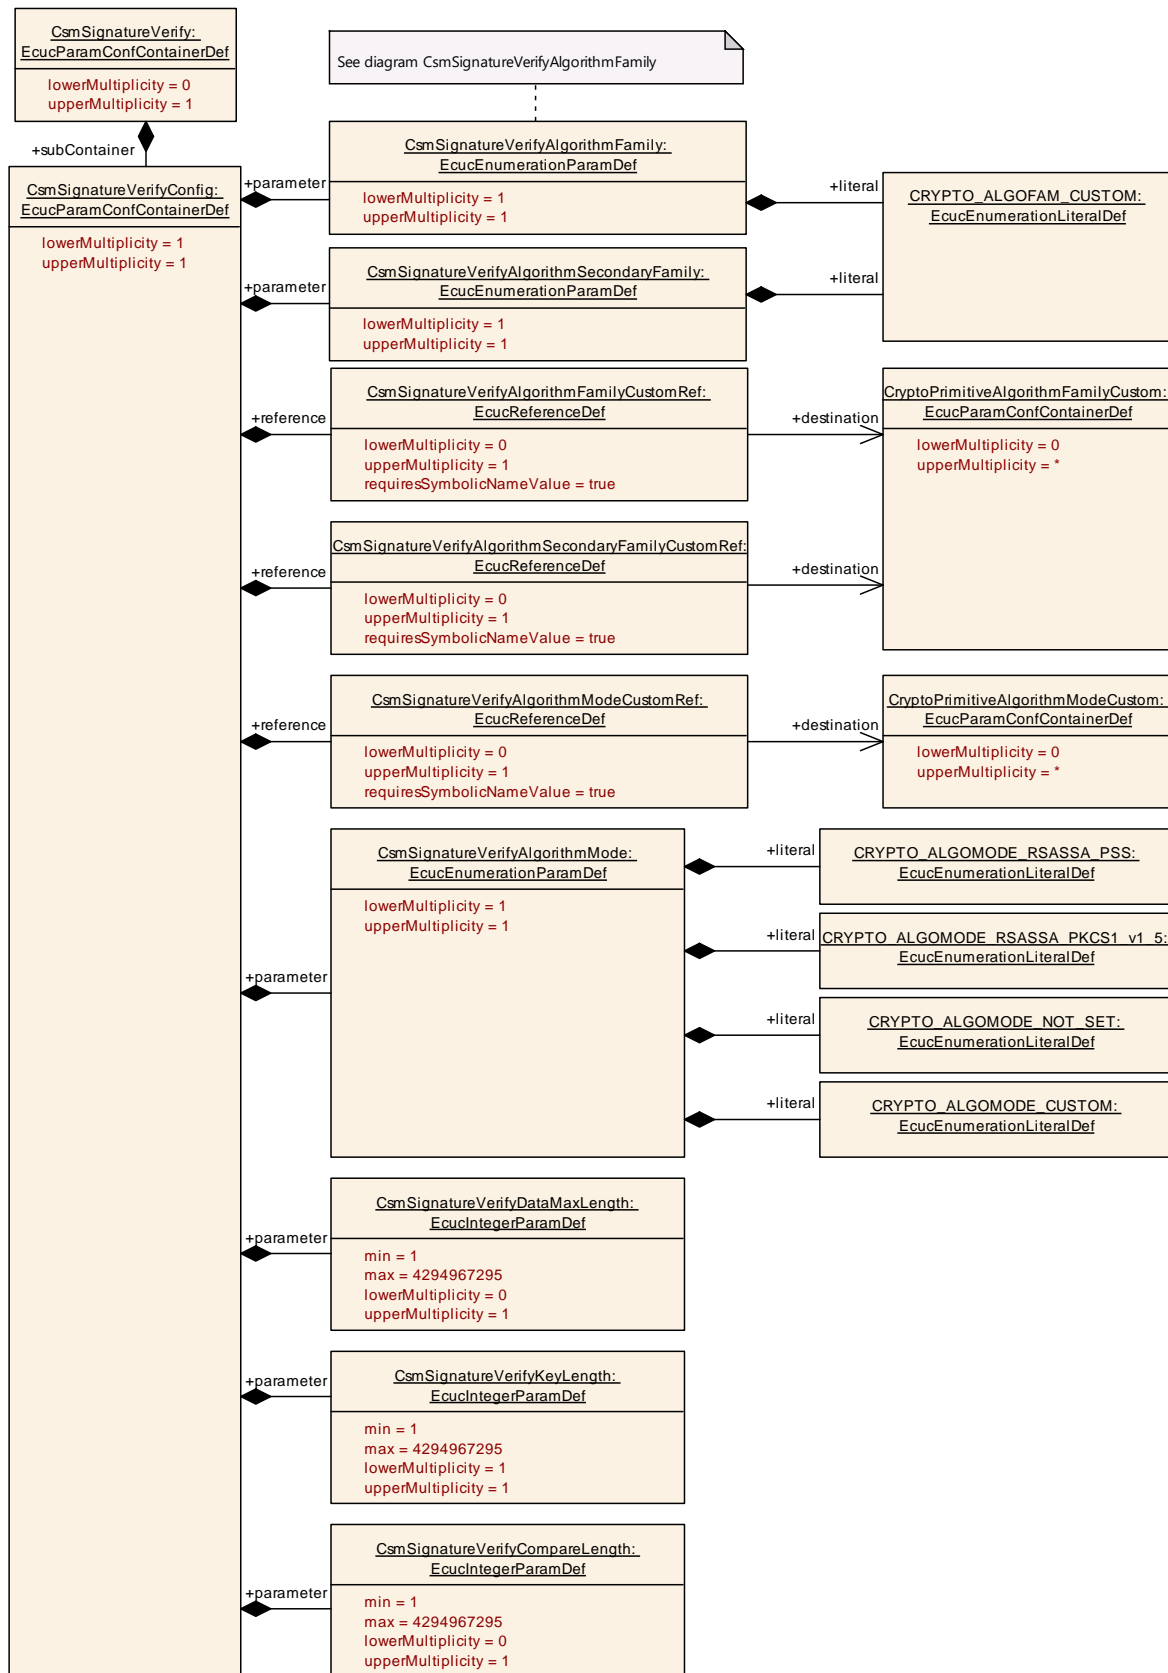 CsmSignatureVerify:
EcucParamConfContainerDef
lowerMultiplicity = 0
upperMultiplicity = 1
+subContainer
CsmSignatureVerifyConfig:
EcucParamConfContainerDef
lowerMultiplicity = 1
upperMultiplicity = 1
See diagram CsmSignatureVerifyAlgorithmFamily
+parameter
CsmSignatureVerifyAlgorithmFamily:
EcucEnumerationParamDef
lowerMultiplicity = 1
upperMultiplicity = 1
+literal
CRYPTO_ALGOFAM_CUSTOM:
EcucEnumerationLiteralDef
+parameter
CsmSignatureVerifyAlgorithmSecondaryFamily:
EcucEnumerationParamDef
lowerMultiplicity = 1
upperMultiplicity = 1
+literal
+reference
CsmSignatureVerifyAlgorithmFamilyCustomRef:
EcucReferenceDef
lowerMultiplicity = 0
upperMultiplicity = 1
requiresSymbolicNameValue = true
+destination
CryptoPrimitiveAlgorithmFamilyCustom:
EcucParamConfContainerDef
lowerMultiplicity = 0
upperMultiplicity = *
+reference
CsmSignatureVerifyAlgorithmSecondaryFamilyCustomRef:
EcucReferenceDef
lowerMultiplicity = 0
upperMultiplicity = 1
requiresSymbolicNameValue = true
+destination
+reference
CsmSignatureVerifyAlgorithmModeCustomRef:
EcucReferenceDef
lowerMultiplicity = 0
upperMultiplicity = 1
requiresSymbolicNameValue = true
+destination
CryptoPrimitiveAlgorithmModeCustom:
EcucParamConfContainerDef
lowerMultiplicity = 0
upperMultiplicity = *
+parameter
CsmSignatureVerifyAlgorithmMode:
EcucEnumerationParamDef
lowerMultiplicity = 1
upperMultiplicity = 1
+literal
CRYPTO_ALGOMODE_RSASSA_PSS:
EcucEnumerationLiteralDef
+literal
CRYPTO_ALGOMODE_RSASSA_PKCS1_v1_5:
EcucEnumerationLiteralDef
+literal
CRYPTO_ALGOMODE_NOT_SET:
EcucEnumerationLiteralDef
+literal
CRYPTO_ALGOMODE_CUSTOM:
EcucEnumerationLiteralDef
+parameter
CsmSignatureVerifyDataMaxLength:
EcucIntegerParamDef
min = 1
max = 4294967295
lowerMultiplicity = 0
upperMultiplicity = 1
+parameter
CsmSignatureVerifyKeyLength:
EcucIntegerParamDef
min = 1
max = 4294967295
lowerMultiplicity = 1
upperMultiplicity = 1
+parameter
CsmSignatureVerifyCompareLength:
EcucIntegerParamDef
min = 1
max = 4294967295
lowerMultiplicity = 0
upperMultiplicity = 1